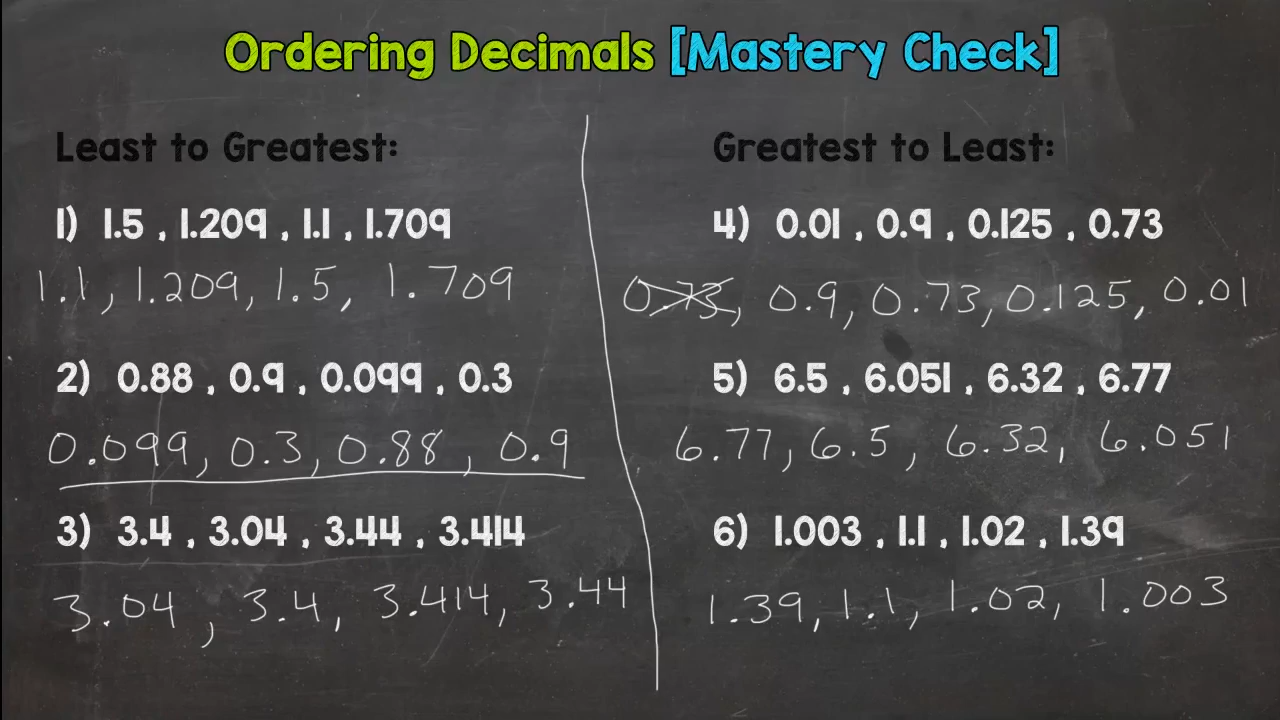 Ordering Decimals [Mastery Check]
Least to Greatest:
1) 1.5 , 1.209 , 1.1 , 1.709
1.1, 1.209, 1.5, 1.709
2) 0.88 , 0.9 , 0.099 , 0.3
0.099, 0.3, 0.88, 0.9
3) 3.4 , 3.04 , 3.44 , 3.414
3.04, 3.4, 3.414, 3.44
Greatest to Least:
4) 0.01 , 0.9 , 0.125 , 0.73
0.73, 0.9, 0.73, 0.125, 0.01
5) 6.5 , 6.051 , 6.32 , 6.77
6.77, 6.5, 6.32, 6.051
6) 1.003 , 1.1 , 1.02 , 1.39
1.39, 1.1, 1.02, 1.003